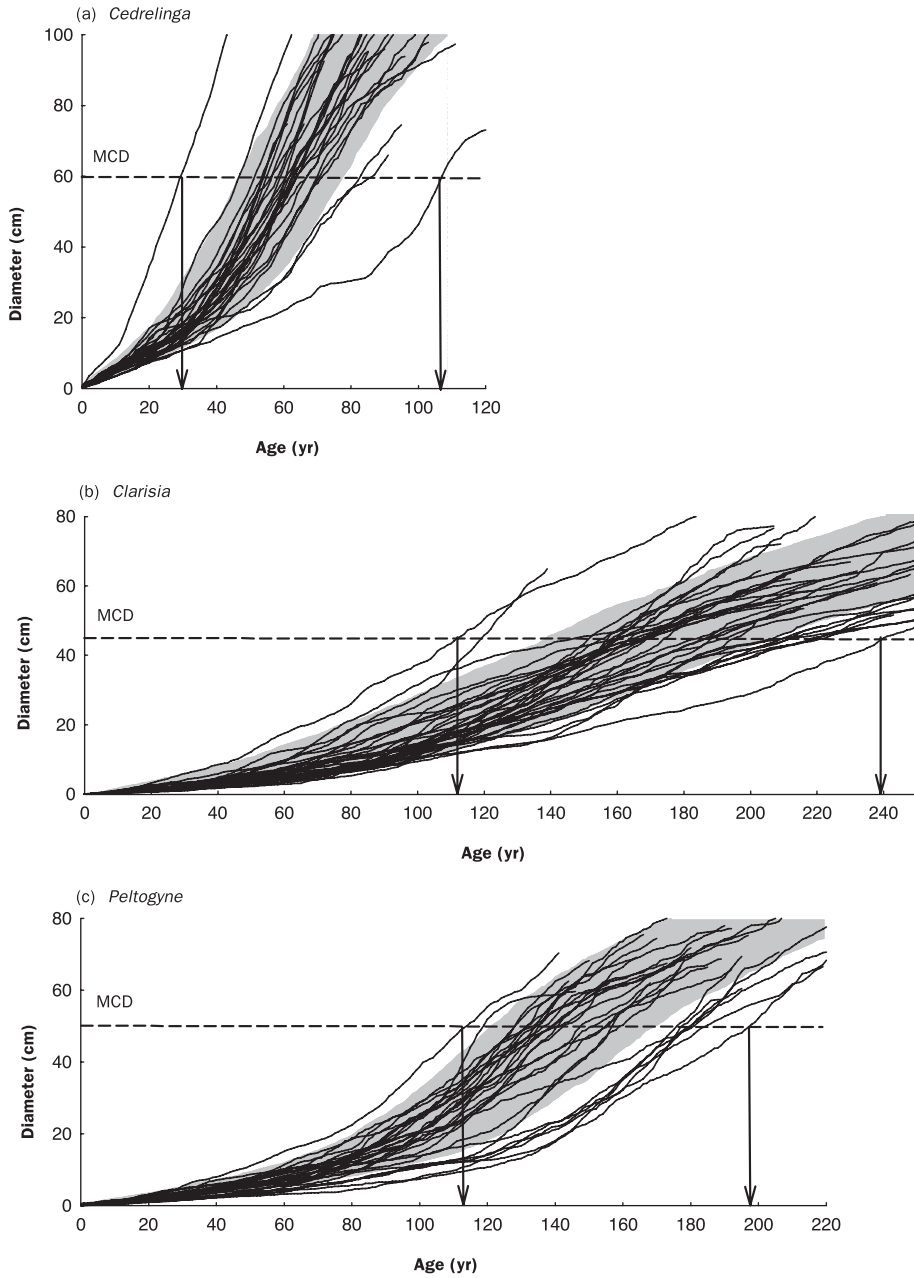 (a) Cedrelinga
100
80
MCD
60
40
20
0
0 20 40 60 80 100 120
Diameter (cm)
Age (yr)
(b) Clarisia
80
60
MCD
40
20
0
0 20 40 60 80 100 120 140 160 180 200 220 240
Diameter (cm)
Age (yr)
(c) Peltogyne
80
60
MCD
40
20
0
0 20 40 60 80 100 120 140 160 180 200 220
Diameter (cm)
Age (yr)